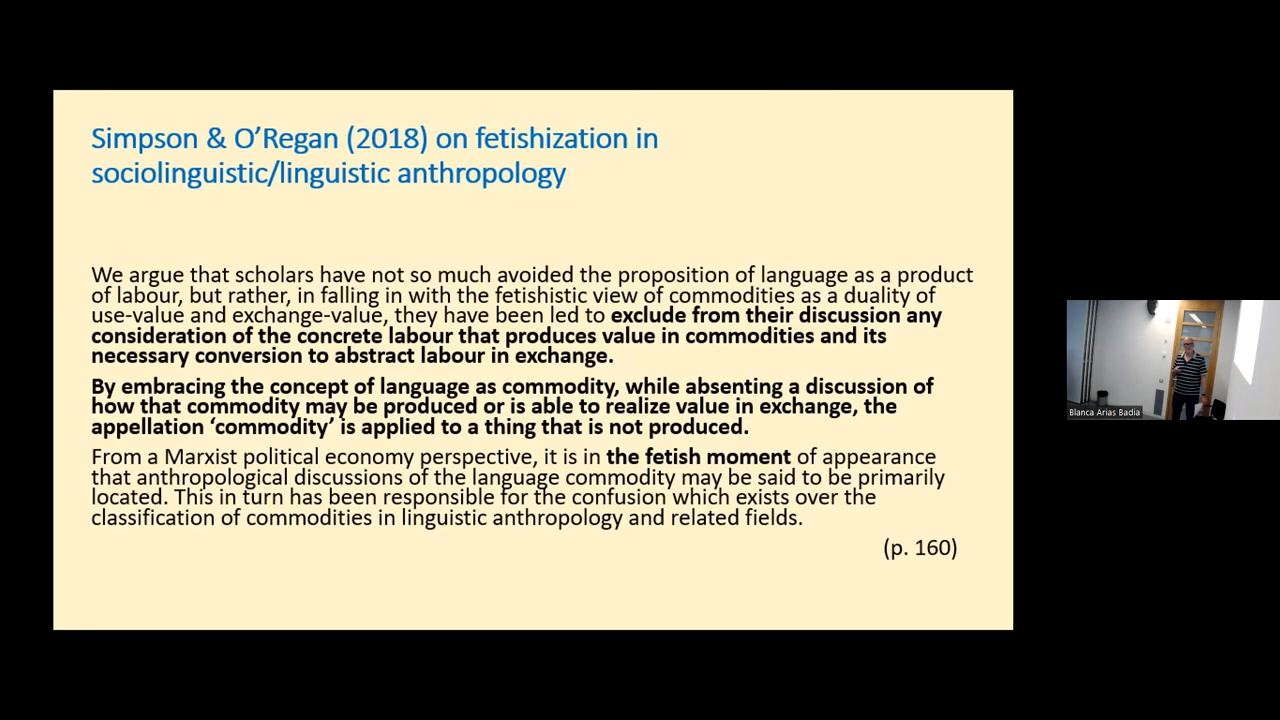 Simpson & O’Regan (2018) on fetishization in
sociolinguistic/linguistic anthropology
We argue that scholars have not so much avoided the proposition of language as a product
of labour, but rather, in falling in with the fetishistic view of commodities as a duality of
use-value and exchange-value, they have been led to exclude from their discussion any
consideration of the concrete labour that produces value in commodities and its
necessary conversion to abstract labour in exchange.
By embracing the concept of language as commodity, while absenting a discussion of
how that commodity may be produced or is able to realize value in exchange, the
appellation ‘commodity’ is applied to a thing that is not produced.
From a Marxist political economy perspective, it is in the fetish moment of appearance
that anthropological discussions of the language commodity may be said to be primarily
located. This in turn has been responsible for the confusion which exists over the
classification of commodities in linguistic anthropology and related fields.
(p. 160)
Blanca Arias Badia